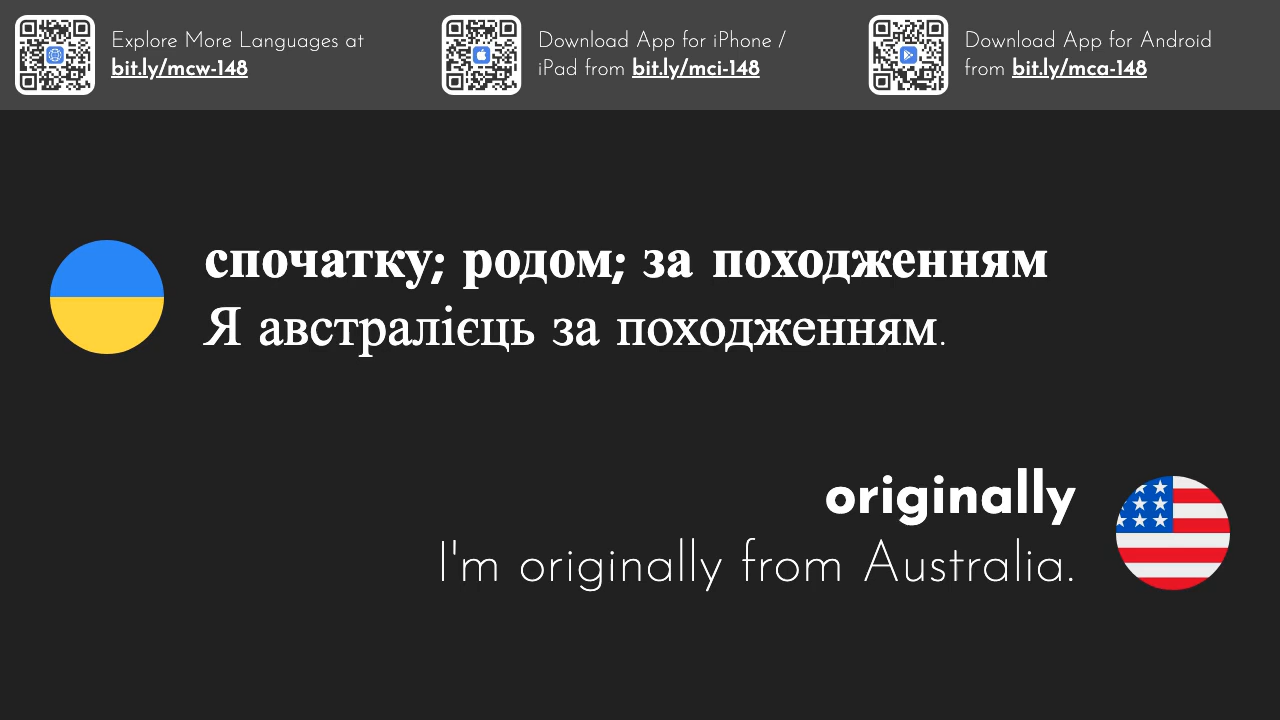 Explore More Languages at
bit.ly/mcw-148
Download App for iPhone /
iPad from bit.ly/mci-148
Download App for Android
from bit.ly/mca-148
спочатку; родом; за походженням
Я австралієць за походженням.
originally
I'm originally from Australia.